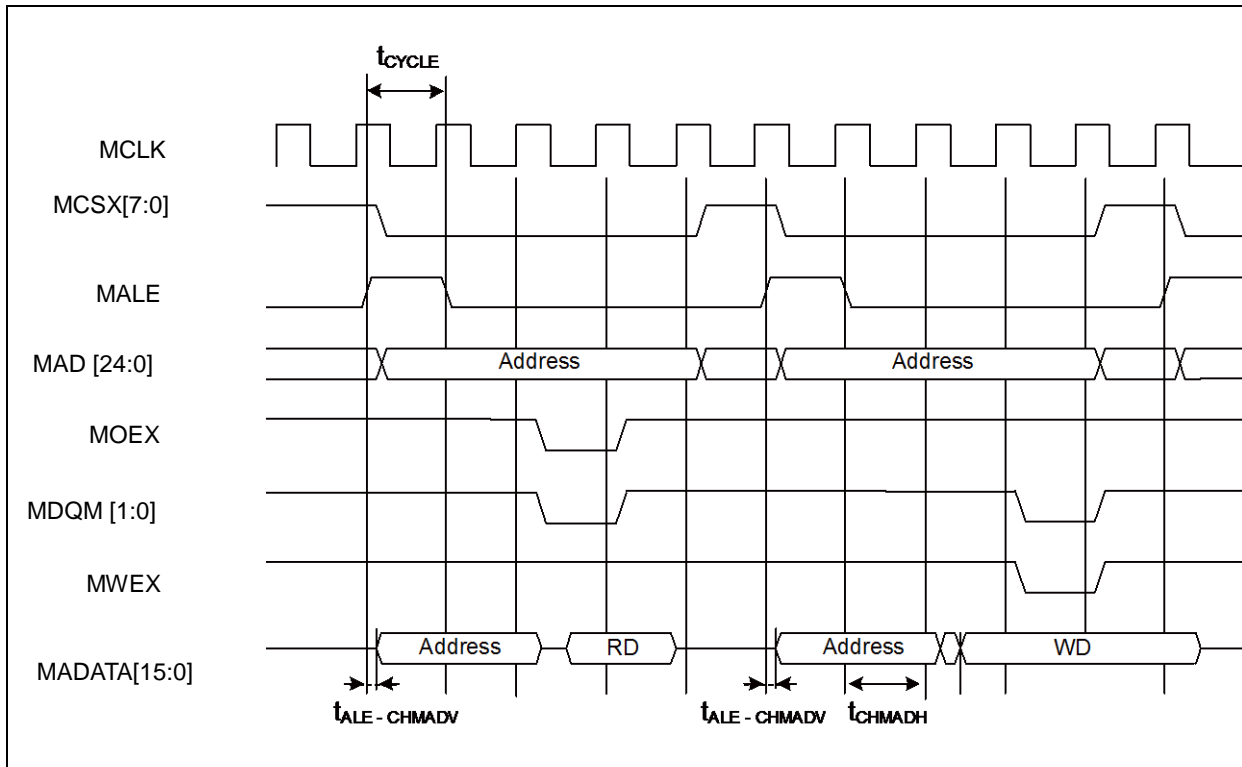 tCYCLE
MCLK
MCSX[7:0]
MALE
MAD [24:0] Address Address
MOEX
MDQM [1:0]
MWEX
MADATA[15:0] Address RD Address WD
tALE - CHMADV tALE - CHMADV tCHMADH